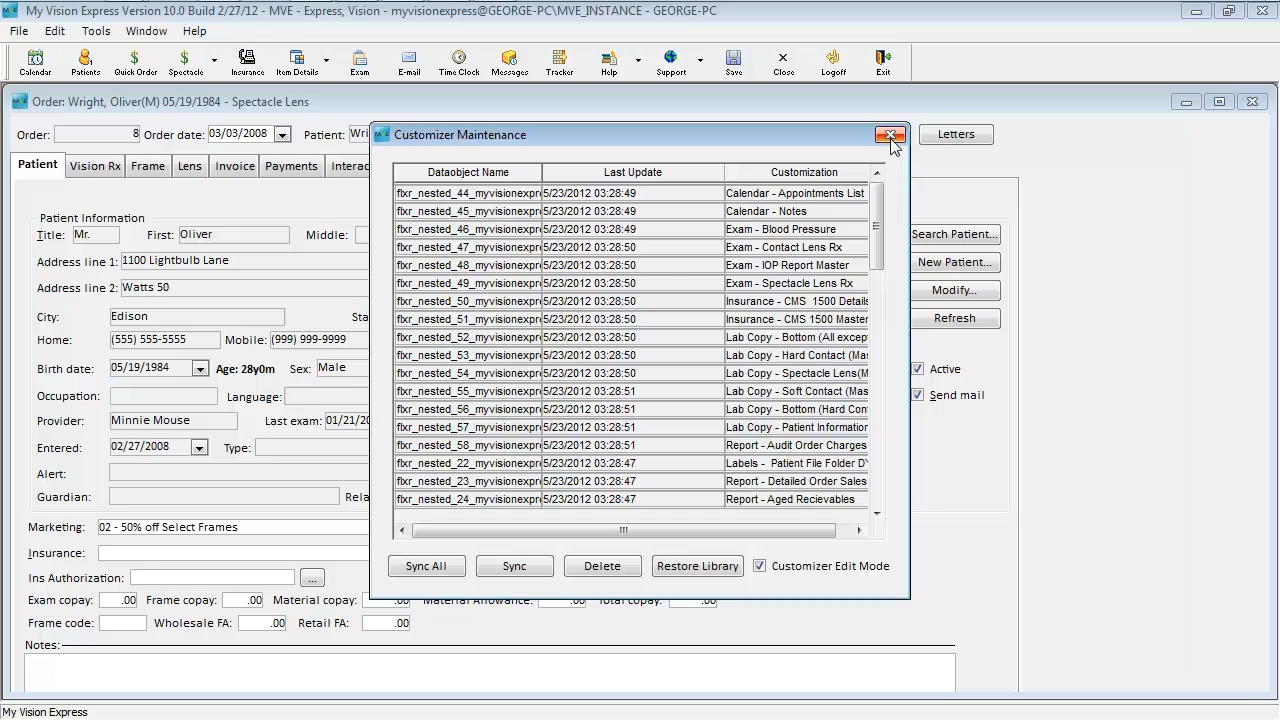 My Vision Express Version 10.0 Build 2/27/12 - MVE - Express, Vision - myvisionexpress@GEORGE-PC\MVE_INSTANCE - GEORGE-PC
File Edit Tools Window Help
Calendar Patients Quick Order Spectacle Insurance Item Details Exam E-mail Time Clock Messages Tracker Help Support Save Close Logoff Exit
Order: Wright, Oliver(M) 05/19/1984 - Spectacle Lens
Order: 8 Order date: 03/03/2008 Patient: Wri
Letters
Patient Vision Rx Frame Lens Invoice Payments Interac
Patient Information
Title: Mr. First: Oliver Middle:
Address line 1: 1100 Lightbulb Lane
Address line 2: Watts 50
City: Edison Sta
Home: (555) 555-5555 Mobile: (999) 999-9999
Birth date: 05/19/1984 Age: 28y0m Sex: Male
Occupation: Language:
Provider: Minnie Mouse Last exam: 01/21/20
Entered: 02/27/2008 Type:
Alert:
Guardian: Rela
Marketing: 02 - 50% off Select Frames
Insurance:
Ins Authorization: ...
Exam copay: .00 Frame copay: .00 Material copay: .00 Material Allowance: .00 Total copay: .00
Frame code: Wholesale FA: .00 Retail FA: .00
Notes:
Search Patient...
New Patient...
Modify...
Refresh
Active
Send mail
Customizer Maintenance
Dataobject Name Last Update Customization
flxr_nested_44_myvisionexpr 5/23/2012 03:28:49 Calendar - Appointments List
flxr_nested_45_myvisionexpr 5/23/2012 03:28:49 Calendar - Notes
flxr_nested_46_myvisionexpr 5/23/2012 03:28:49 Exam - Blood Pressure
flxr_nested_47_myvisionexpr 5/23/2012 03:28:50 Exam - Contact Lens Rx
flxr_nested_48_myvisionexpr 5/23/2012 03:28:50 Exam - IOP Report Master
flxr_nested_49_myvisionexpr 5/23/2012 03:28:50 Exam - Spectacle Lens Rx
flxr_nested_50_myvisionexpr 5/23/2012 03:28:50 Insurance - CMS 1500 Details
flxr_nested_51_myvisionexpr 5/23/2012 03:28:50 Insurance - CMS 1500 Master
flxr_nested_52_myvisionexpr 5/23/2012 03:28:50 Lab Copy - Bottom (All except
flxr_nested_53_myvisionexpr 5/23/2012 03:28:50 Lab Copy - Hard Contact (Mas
flxr_nested_54_myvisionexpr 5/23/2012 03:28:50 Lab Copy - Spectacle Lens(M
flxr_nested_55_myvisionexpr 5/23/2012 03:28:51 Lab Copy - Soft Contact (Mas
flxr_nested_56_myvisionexpr 5/23/2012 03:28:51 Lab Copy - Bottom (Hard Con
flxr_nested_57_myvisionexpr 5/23/2012 03:28:51 Lab Copy - Patient Information
flxr_nested_58_myvisionexpr 5/23/2012 03:28:51 Report - Audit Order Charges
flxr_nested_22_myvisionexpr 5/23/2012 03:28:47 Labels - Patient File Folder DY
flxr_nested_23_myvisionexpr 5/23/2012 03:28:47 Report - Detailed Order Sales
flxr_nested_24_myvisionexpr 5/23/2012 03:28:47 Report - Aged Recievables
Sync All Sync Delete Restore Library Customizer Edit Mode
My Vision Express